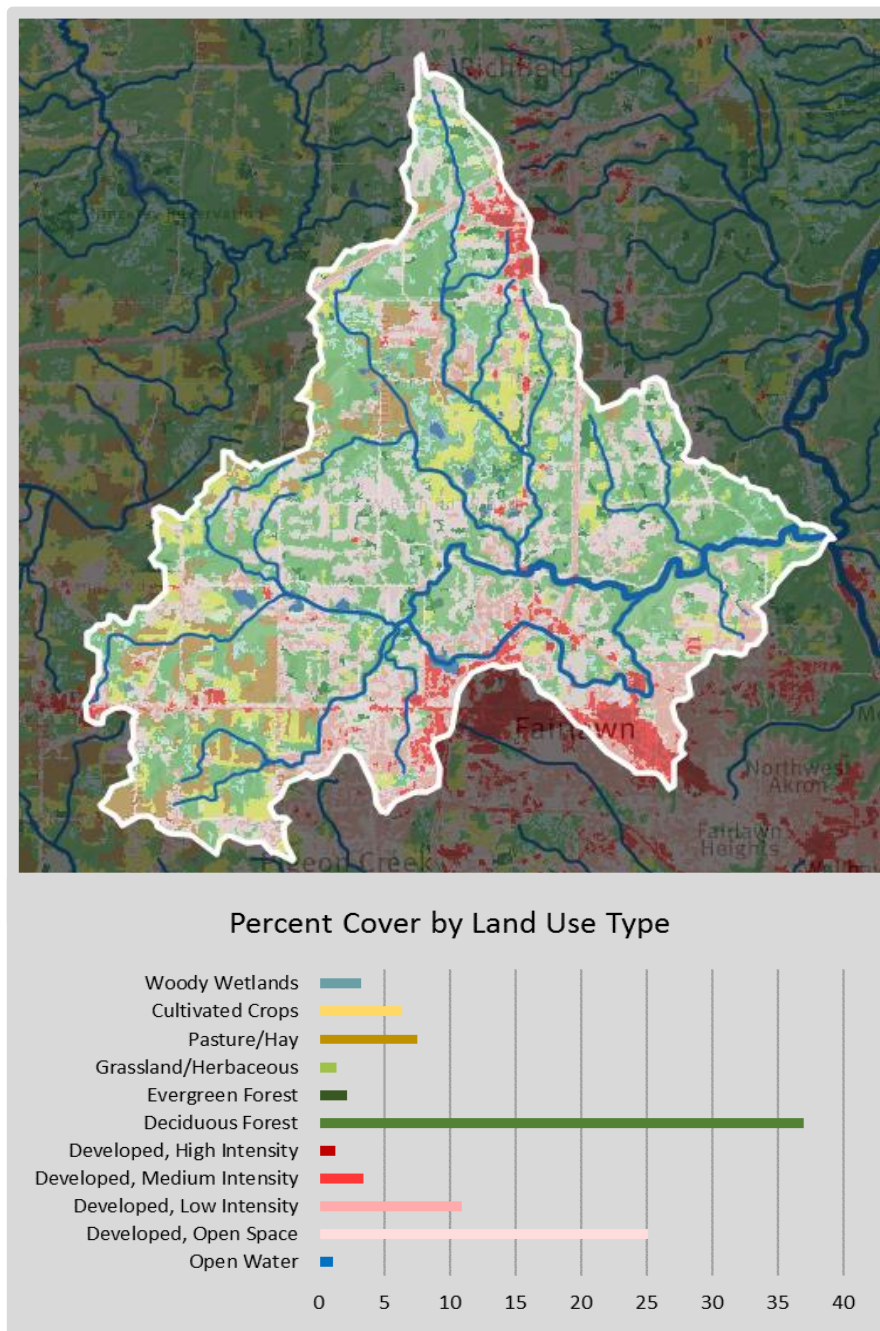 Richfield
Fairlawn
Northwest
Akron
Fairlawn
Heights
Pigeon Creek
Percent Cover by Land Use Type
Woody Wetlands
Cultivated Crops
Pasture/Hay
Grassland/Herbaceous
Evergreen Forest
Deciduous Forest
Developed, High Intensity
Developed, Medium Intensity
Developed, Low Intensity
Developed, Open Space
Open Water
0 5 10 15 20 25 30 35 40